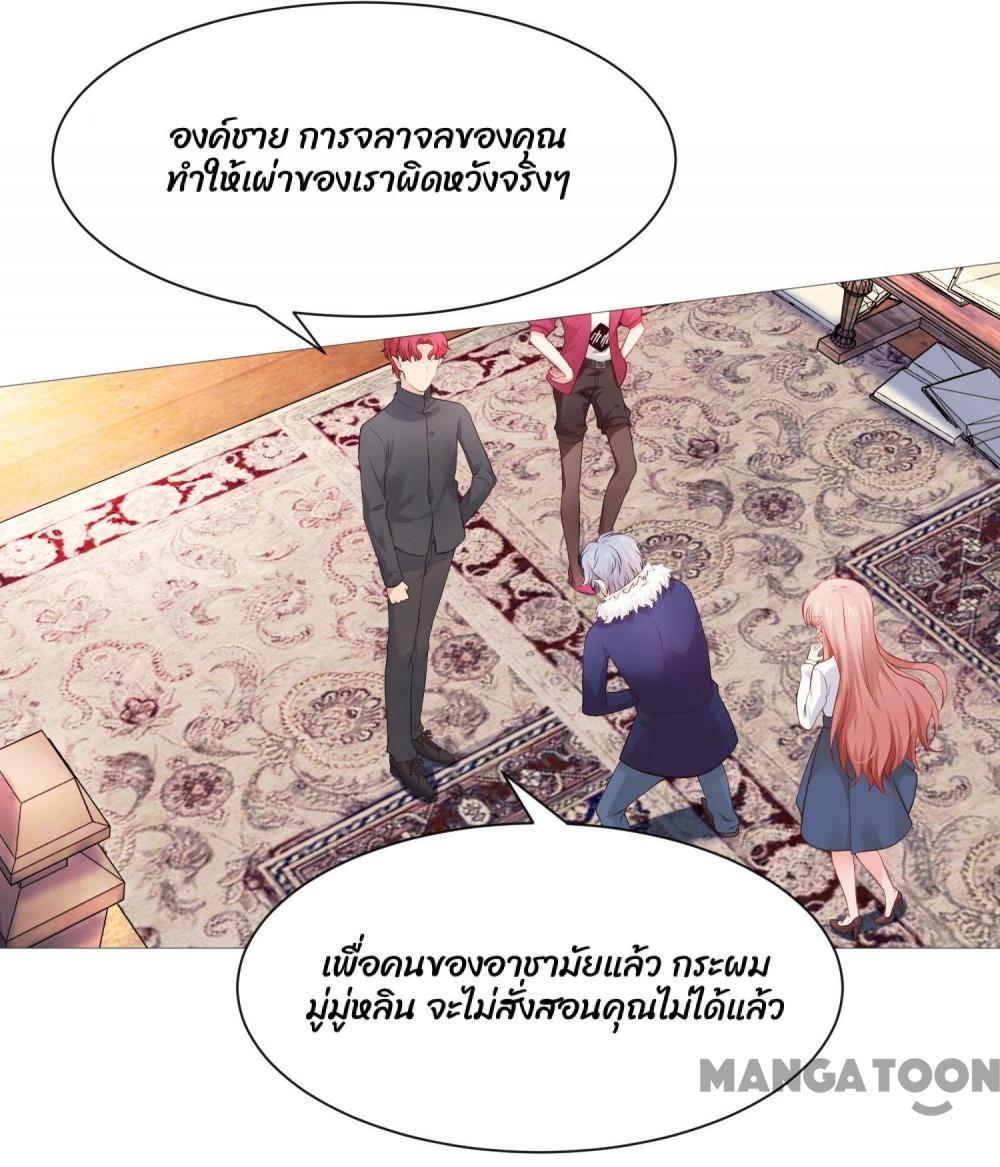 องค์ชาย การจลาจลของคุณ
ทำให้เผ่าของเราผิดหวังจริงๆ
เพื่อคนของอาชามัยแล้ว กระผม
มู่มู่หลิน จะไม่สั่งสอนคุณไม่ได้แล้ว
MANGATOON